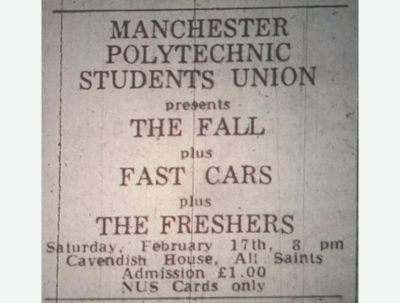 MANCHESTER
POLYTECHNIC
STUDENTS UNION
presents
THE FALL
plus
FAST CARS
plus
THE FRESHERS
Saturday, February 17th, 8 pm
Cavendish House, All Saints
Admission £1.00
NUS Cards only